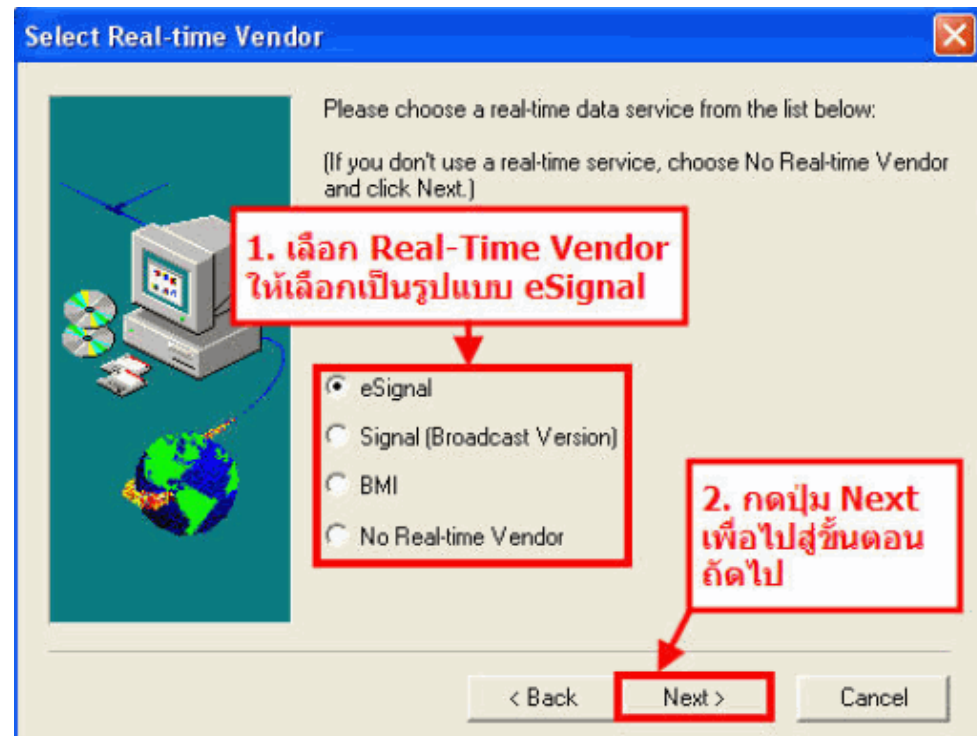 Select Real-time Vendor
Please choose a real-time data service from the list below:
(If you don't use a real-time service, choose No Real-time Vendor
and click Next.)
1. เลือก Real-Time Vendor
ให้เลือกเป็นรูปแบบ eSignal
eSignal
Signal (Broadcast Version)
BMI
No Real-time Vendor
2. กดปุ่ม Next
เพื่อไปสู่ขั้นตอน
ถัดไป
< Back
Next >
Cancel